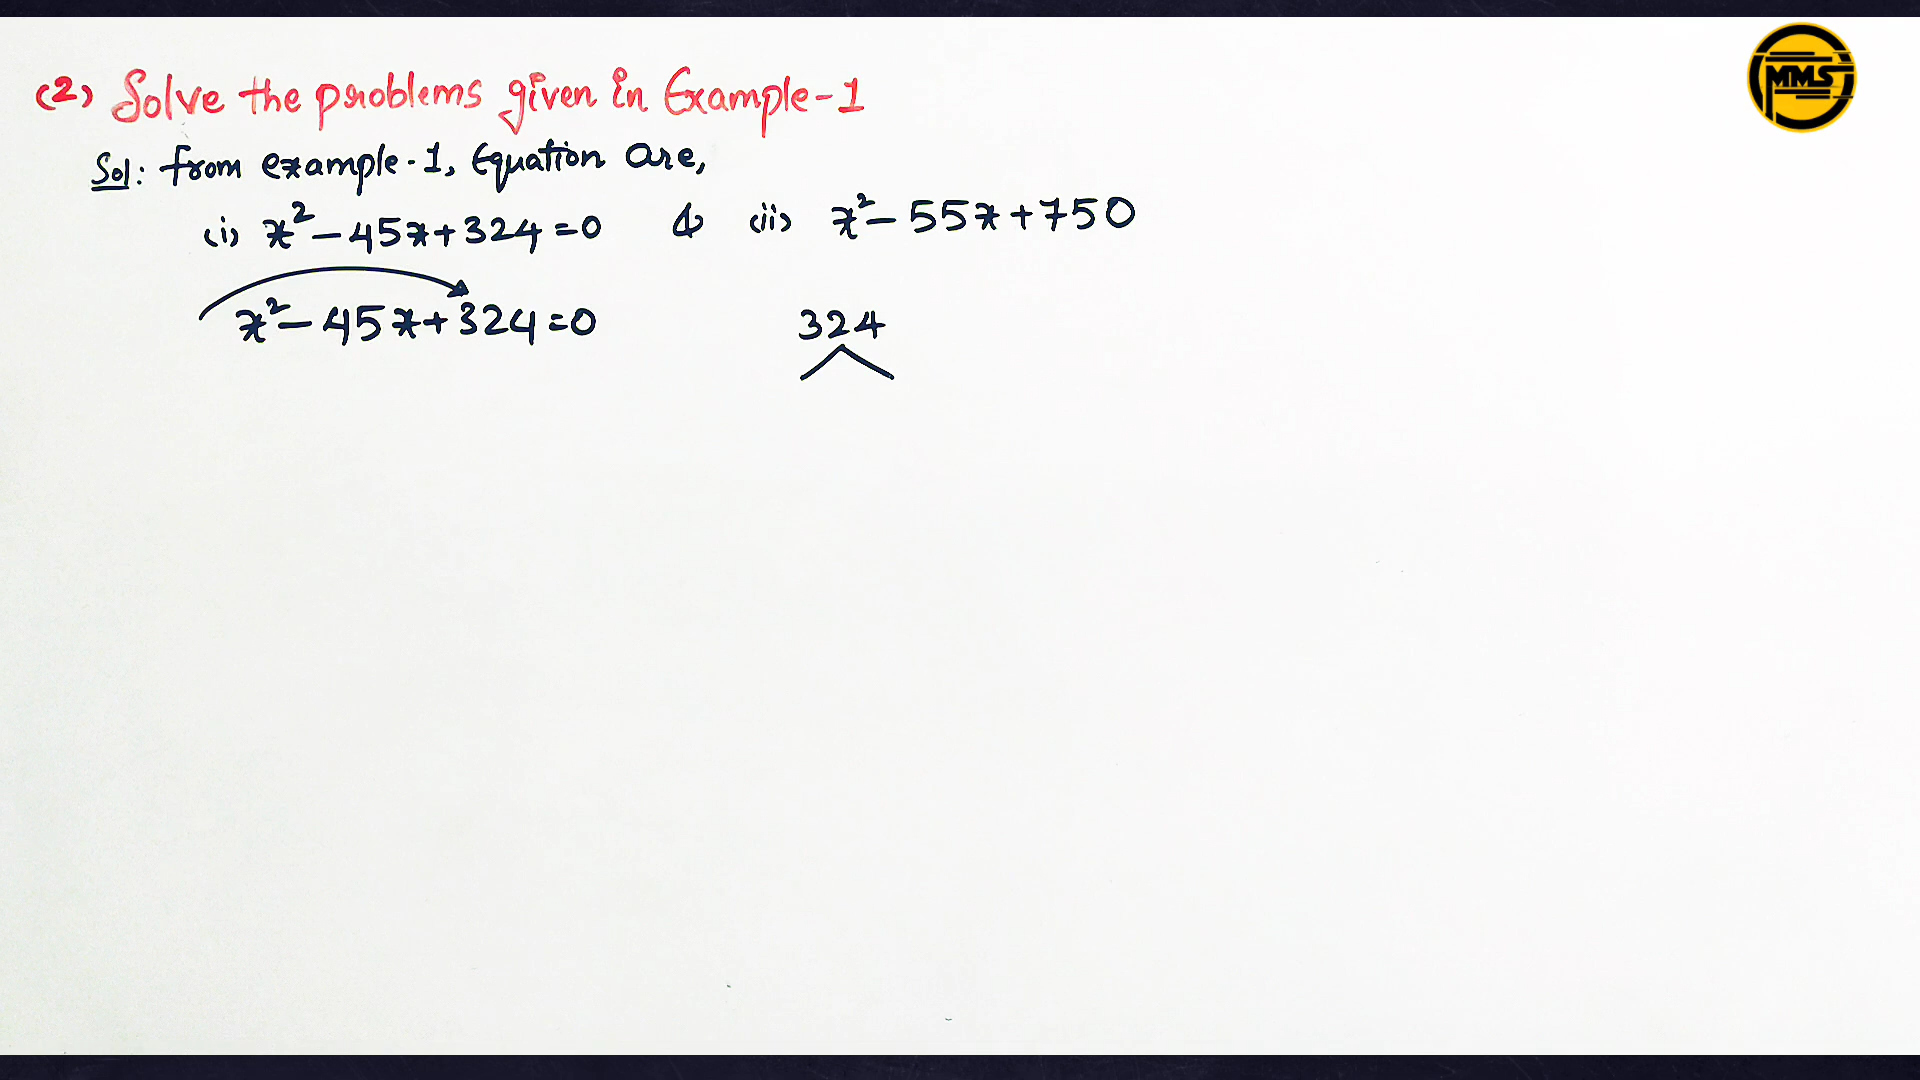 (2) Solve the problems given in Example-1
Sol: from example-1, Equation are,
(i) x²-45x+324=0 & (ii) x²-55x+750
x²-45x+324=0 324
MMS